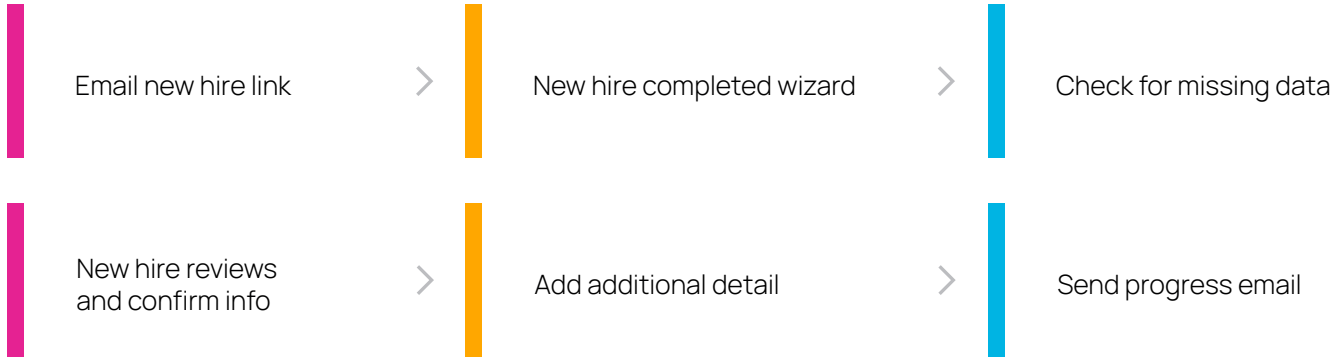 Email new hire link
New hire completed wizard
Check for missing data
New hire reviews
and confirm info
Add additional detail
Send progress email